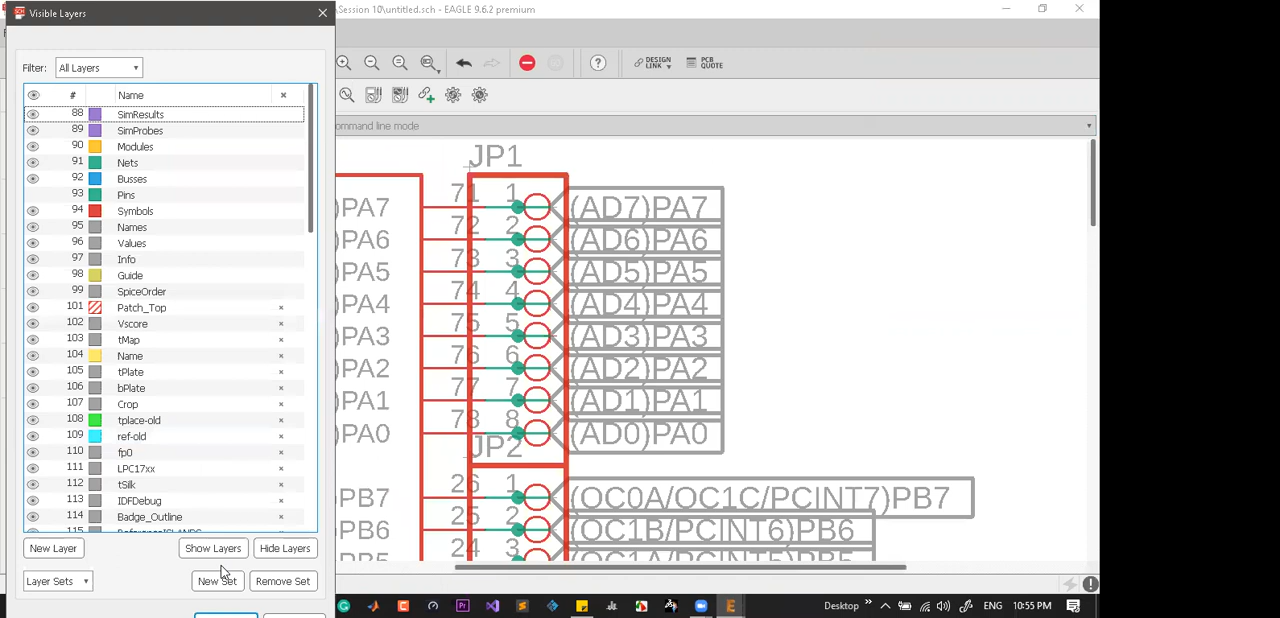 Visible Layers
\Session 10\untitled.sch - EAGLE 9.6.2 premium
Filter: All Layers
DESIGN LINK
PCB QUOTE
# Name
88 SimResults
89 SimProbes
90 Modules
91 Nets
92 Busses
93 Pins
94 Symbols
95 Names
96 Values
97 Info
98 Guide
99 SpiceOrder
101 Patch_Top
102 Vscore
103 tMap
104 Name
105 tPlate
106 bPlate
107 Crop
108 tplace-old
109 ref-old
110 fp0
111 LPC17xx
112 tSilk
113 IDFDebug
114 Badge_Outline
New Layer
Show Layers
Hide Layers
Layer Sets
New Set
Remove Set
ommand line mode
JP1
)PA7 71 1 (AD7)PA7
)PA6 72 2 (AD6)PA6
)PA5 73 3 (AD5)PA5
)PA4 74 4 (AD4)PA4
)PA3 75 5 (AD3)PA3
)PA2 76 6 (AD2)PA2
)PA1 77 7 (AD1)PA1
)PA0 78 8 (AD0)PA0
JP2
PB7 26 1 (OC0A/OC1C/PCINT7)PB7
PB6 25 2 (OC1B/PCINT6)PB6
PB5 24 3 (OC1A/PCINT5)PB5
Desktop
ENG
10:55 PM